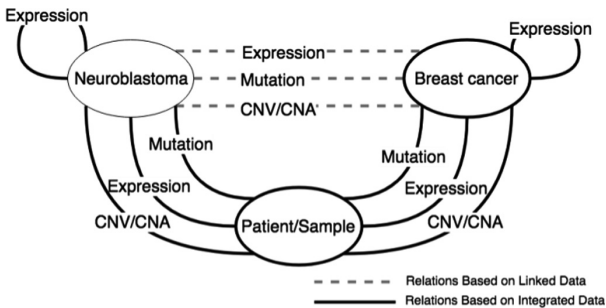 Expression
Expression
Expression
Neuroblastoma
Mutation
Breast cancer
CNV/CNA
Mutation
Mutation
Expression
Expression
CNV/CNA
CNV/CNA
Patient/Sample
Relations Based on Linked Data
Relations Based on Integrated Data